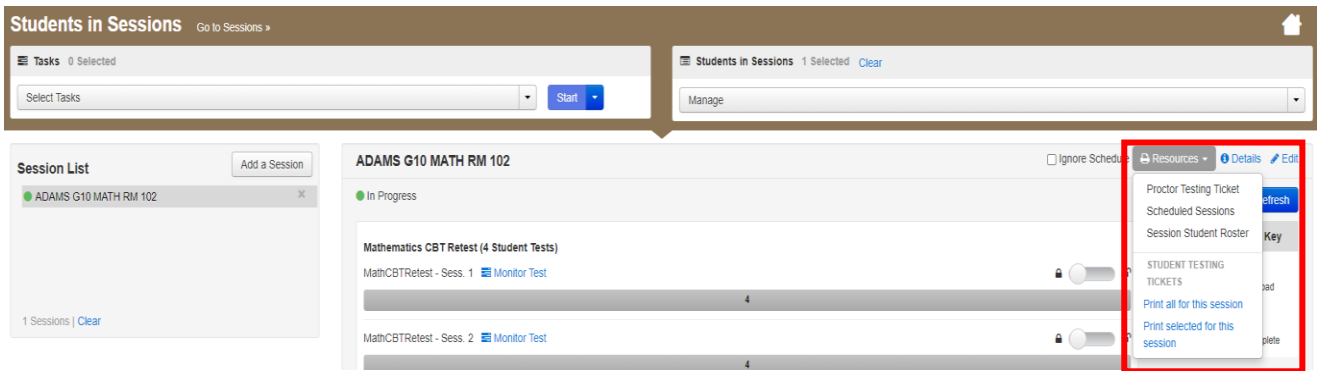 Students in Sessions Go to Sessions »
Tasks 0 Selected
Students in Sessions 1 Selected Clear
Select Tasks
Start
Manage
Session List
Add a Session
ADAMS G10 MATH RM 102
1 Sessions | Clear
ADAMS G10 MATH RM 102
Ignore Schedule
Resources
Details
Edit
In Progress
Mathematics CBT Retest (4 Student Tests)
MathCBTRetest - Sess. 1 Monitor Test
4
MathCBTRetest - Sess. 2 Monitor Test
4
Proctor Testing Ticket
Scheduled Sessions
Session Student Roster
STUDENT TESTING
TICKETS
Print all for this session
Print selected for this
session
Key